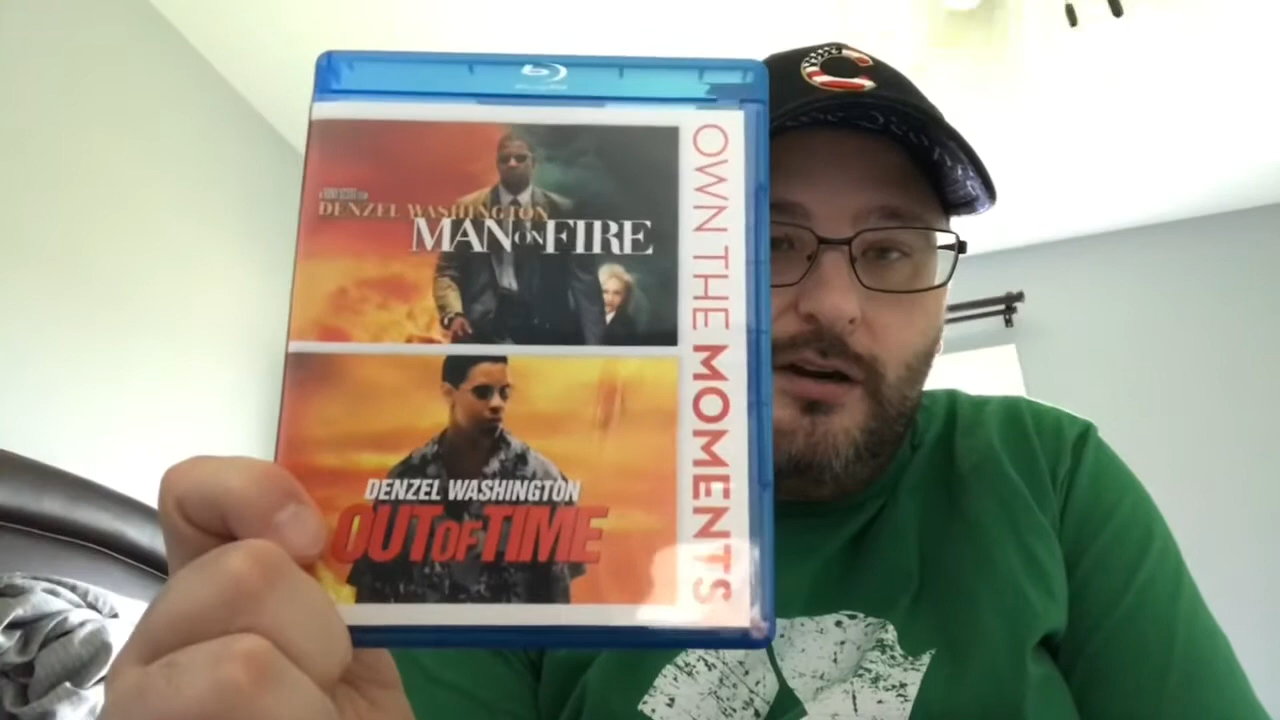 DENZEL WASHINGTON
MAN ON FIRE
OWN THE MOMENTS
DENZEL WASHINGTON
OUT OF TIME
C